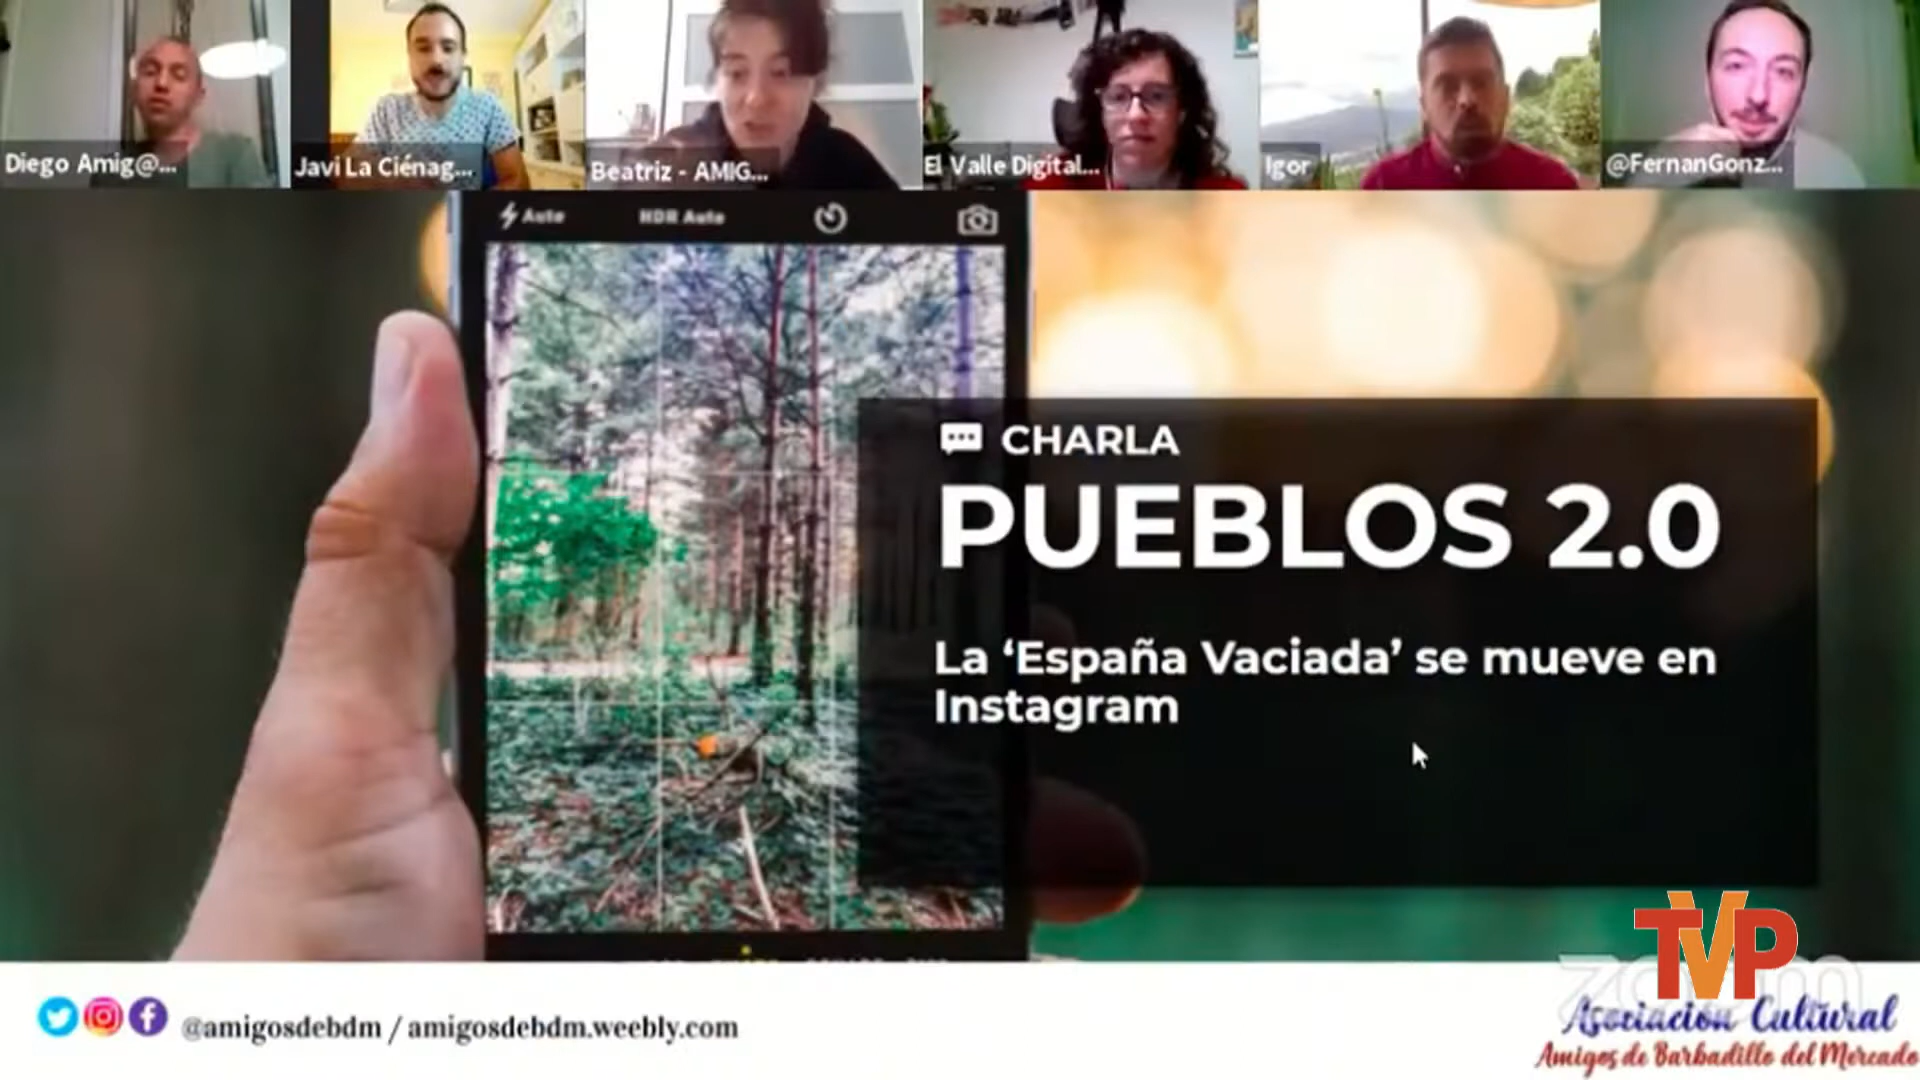 Diego Amig@...
Javi La Ciénag...
Beatriz - AMIG...
El Valle Digital...
Igor
@FernanGonz...
Auto
HDR Auto
CHARLA
PUEBLOS 2.0
La ‘España Vaciada’ se mueve en
Instagram
TVP
zoom
@amigosdebdm / amigosdebdm.weebly.com
Asociación Cultural
Amigos de Barbadillo del Mercado